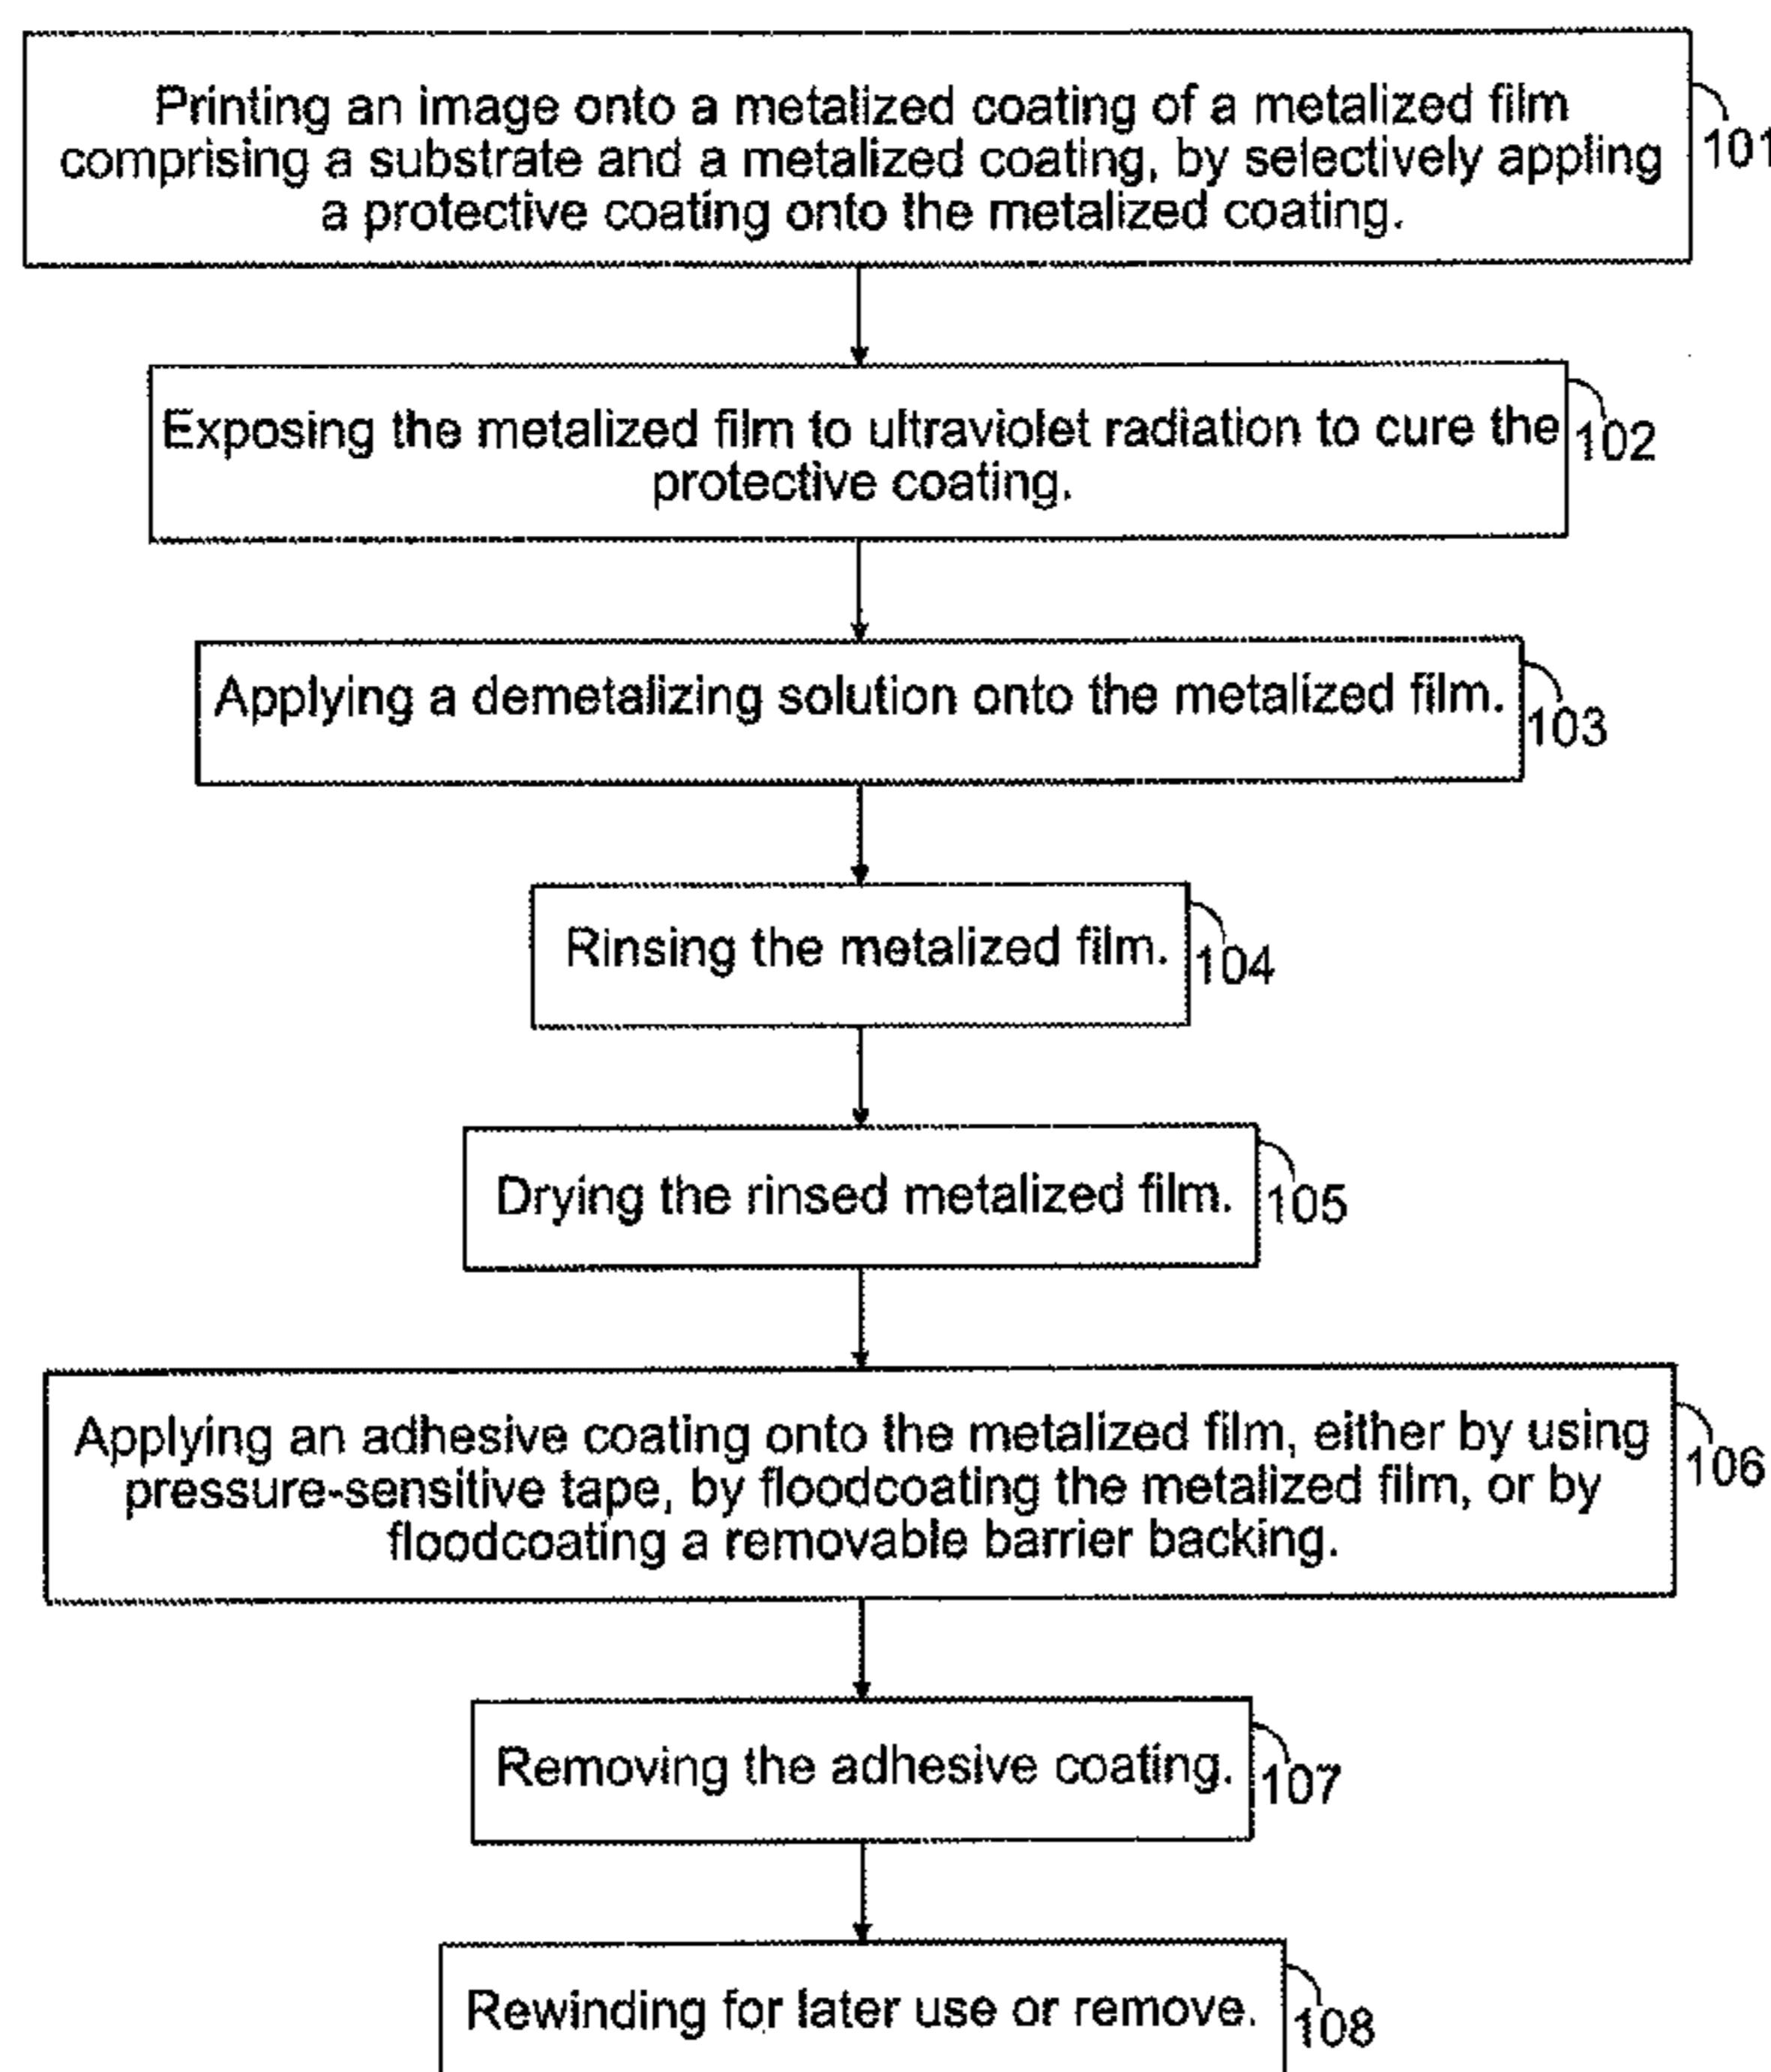 Printing an image onto a metalized coating of a metalized film
comprising a substrate and a metalized coating, by selectively appling
a protective coating onto the metalized coating.
101
Exposing the metalized film to ultraviolet radiation to cure the
protective coating.
102
Applying a demetalizing solution onto the metalized film.
103
Rinsing the metalized film.
104
Drying the rinsed metalized film.
105
Applying an adhesive coating onto the metalized film, either by using
pressure-sensitive tape, by floodcoating the metalized film, or by
floodcoating a removable barrier backing.
106
Removing the adhesive coating.
107
Rewinding for later use or remove.
108